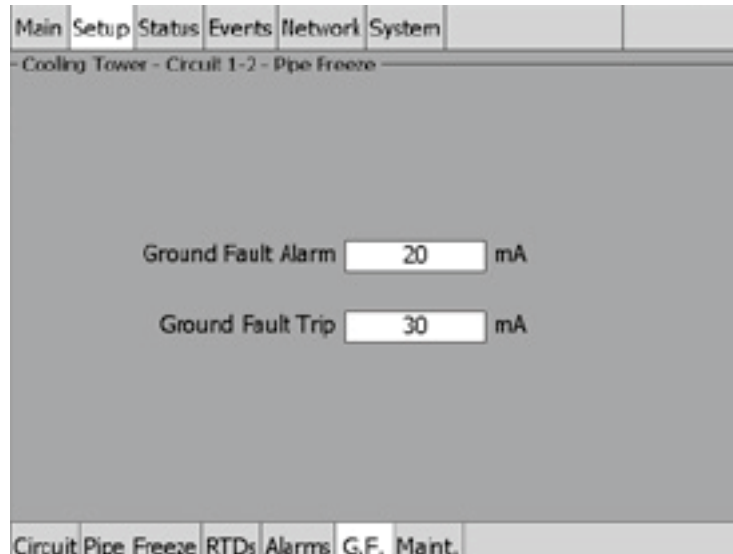 Main Setup Status Events Network System
Cooling Tower - Circuit 1-2 - Pipe Freeze
Ground Fault Alarm 20 mA
Ground Fault Trip 30 mA
Circuit Pipe Freeze RTDs Alarms G.F. Maint.